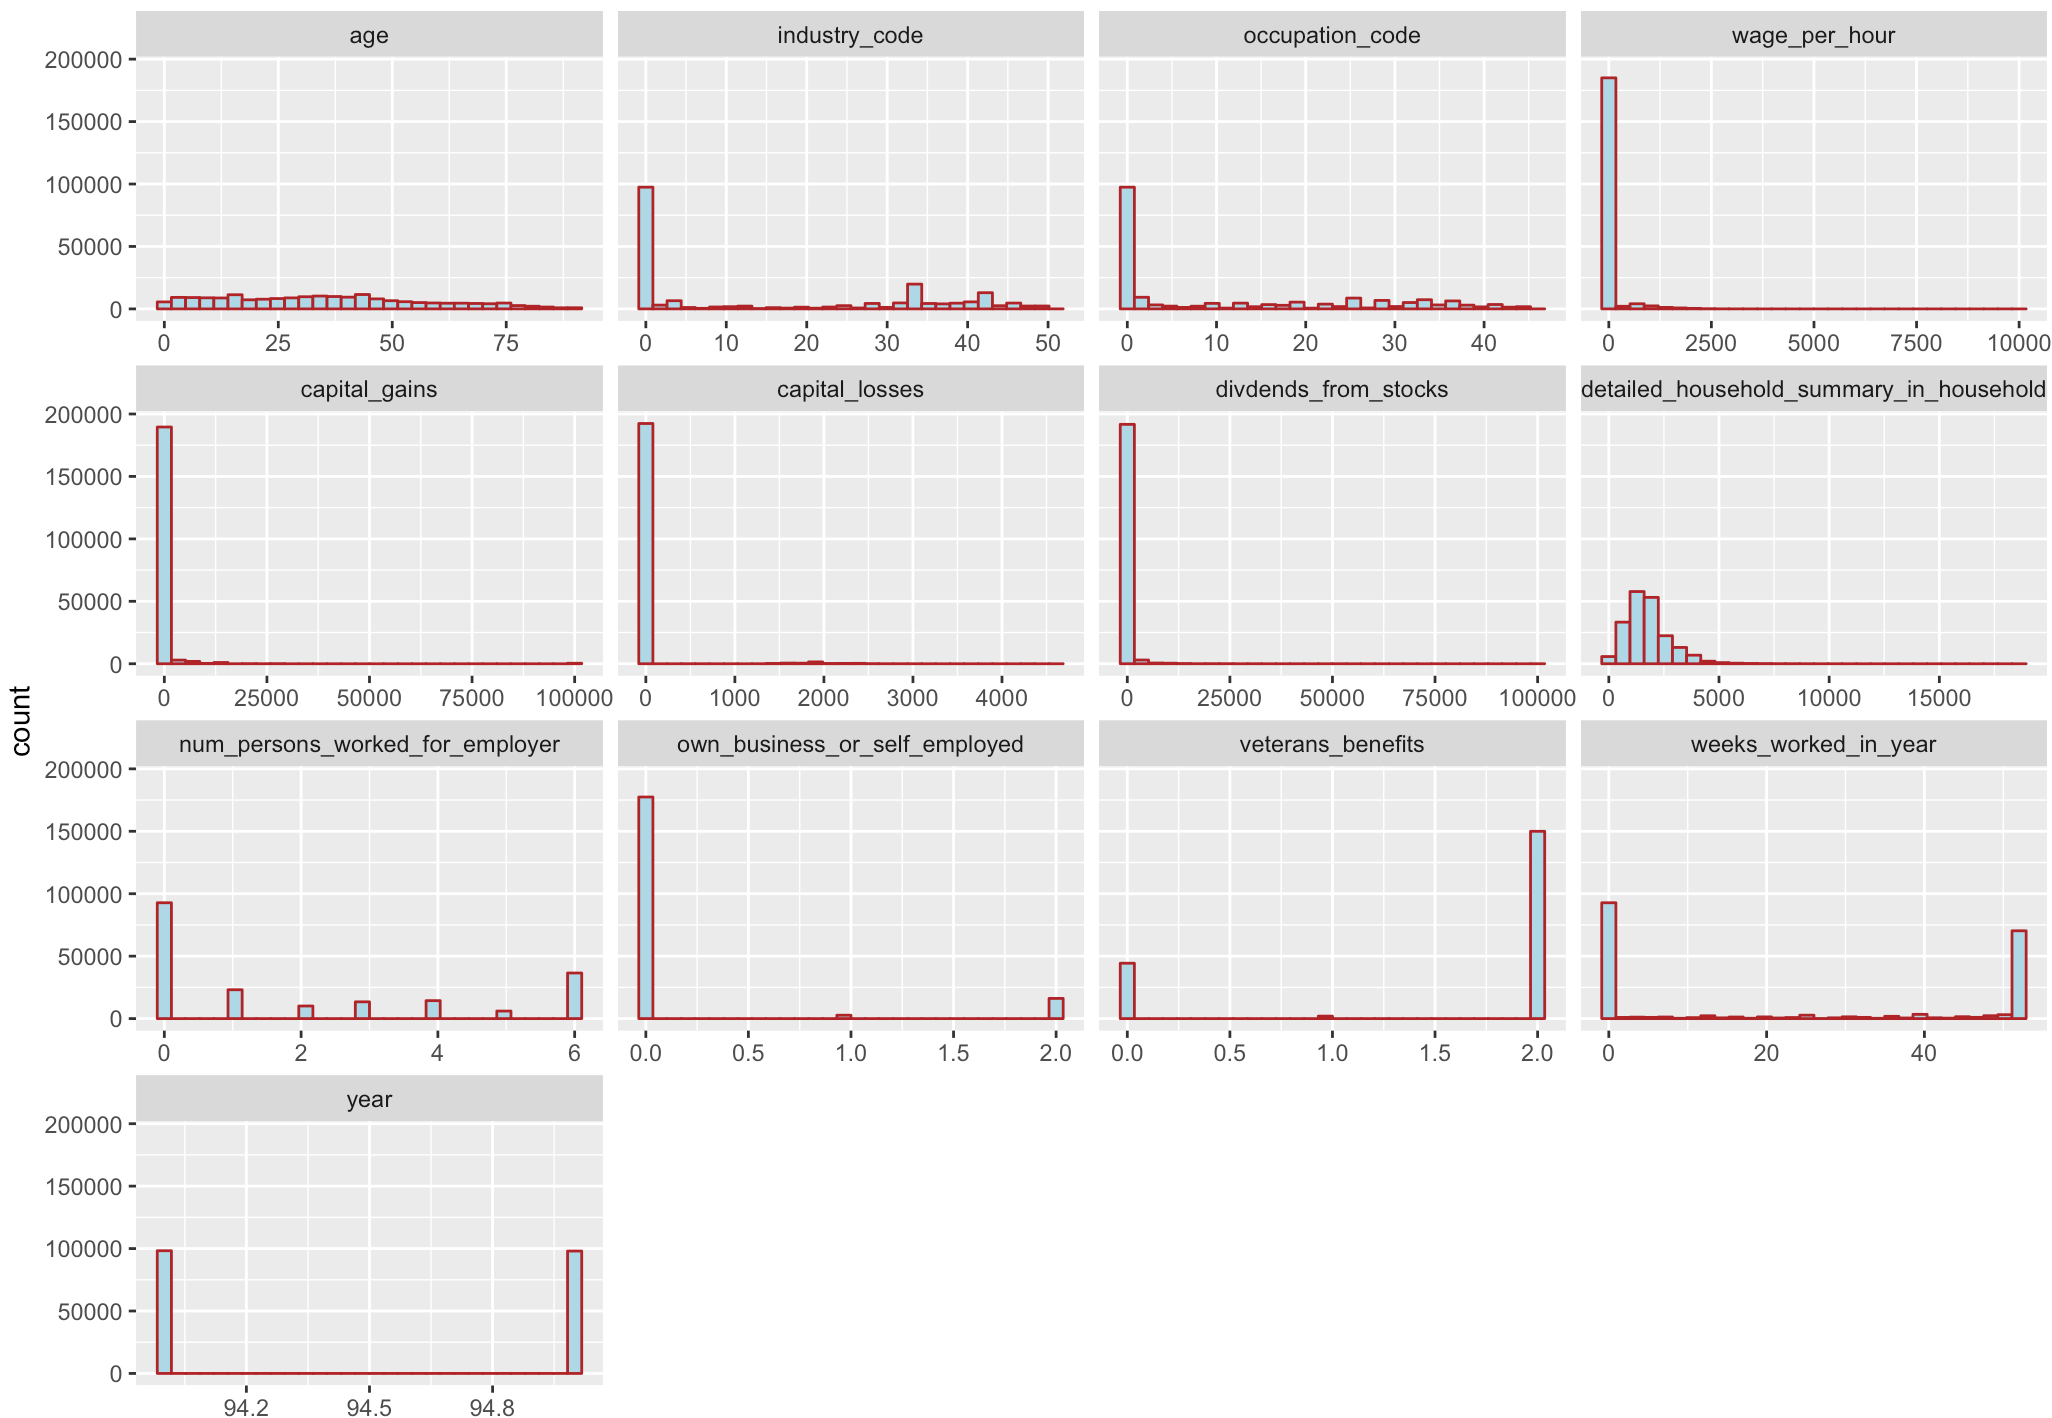 age industry_code occupation_code wage_per_hour
200000
150000
100000
50000
0
0 25 50 75 0 10 20 30 40 50 0 10 20 30 40 0 2500 5000 7500 10000
capital_gains capital_losses divdends_from_stocks detailed_household_summary_in_household
200000
150000
100000
50000
0
0 25000 50000 75000 100000 0 1000 2000 3000 4000 0 25000 50000 75000 100000 0 5000 10000 15000
count
num_persons_worked_for_employer own_business_or_self_employed veterans_benefits weeks_worked_in_year
200000
150000
100000
50000
0
0 2 4 6 0.0 0.5 1.0 1.5 2.0 0.0 0.5 1.0 1.5 2.0 0 20 40
year
200000
150000
100000
50000
0
94.2 94.5 94.8